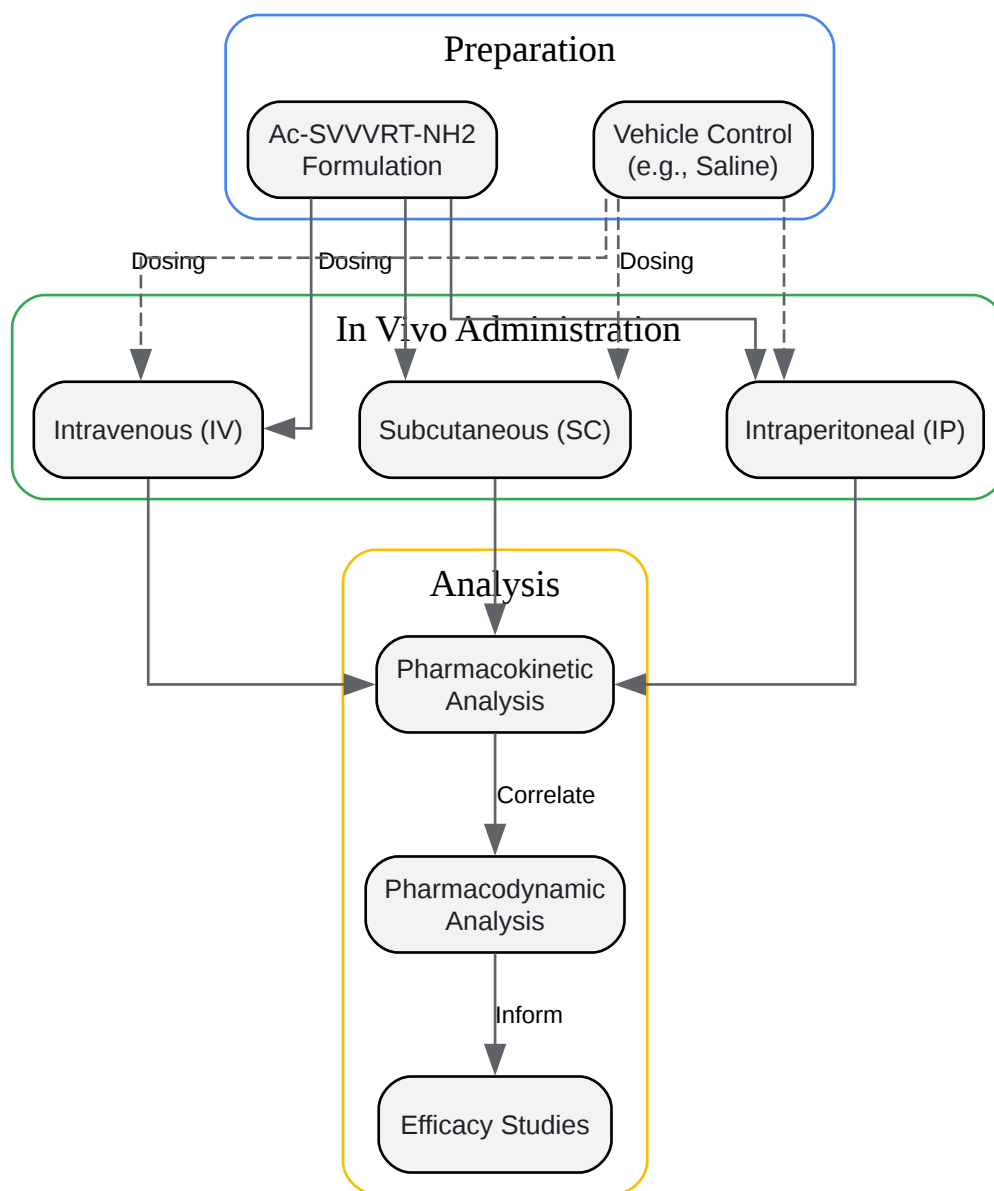 Preparation
Ac-SVVVRT-NH2
Formulation
Vehicle Control
(e.g., Saline)
Dosing
Dosing
Dosing
In Vivo Administration
Intravenous (IV)
Subcutaneous (SC)
Intraperitoneal (IP)
Analysis
Pharmacokinetic
Analysis
Correlate
Pharmacodynamic
Analysis
Inform
Efficacy Studies